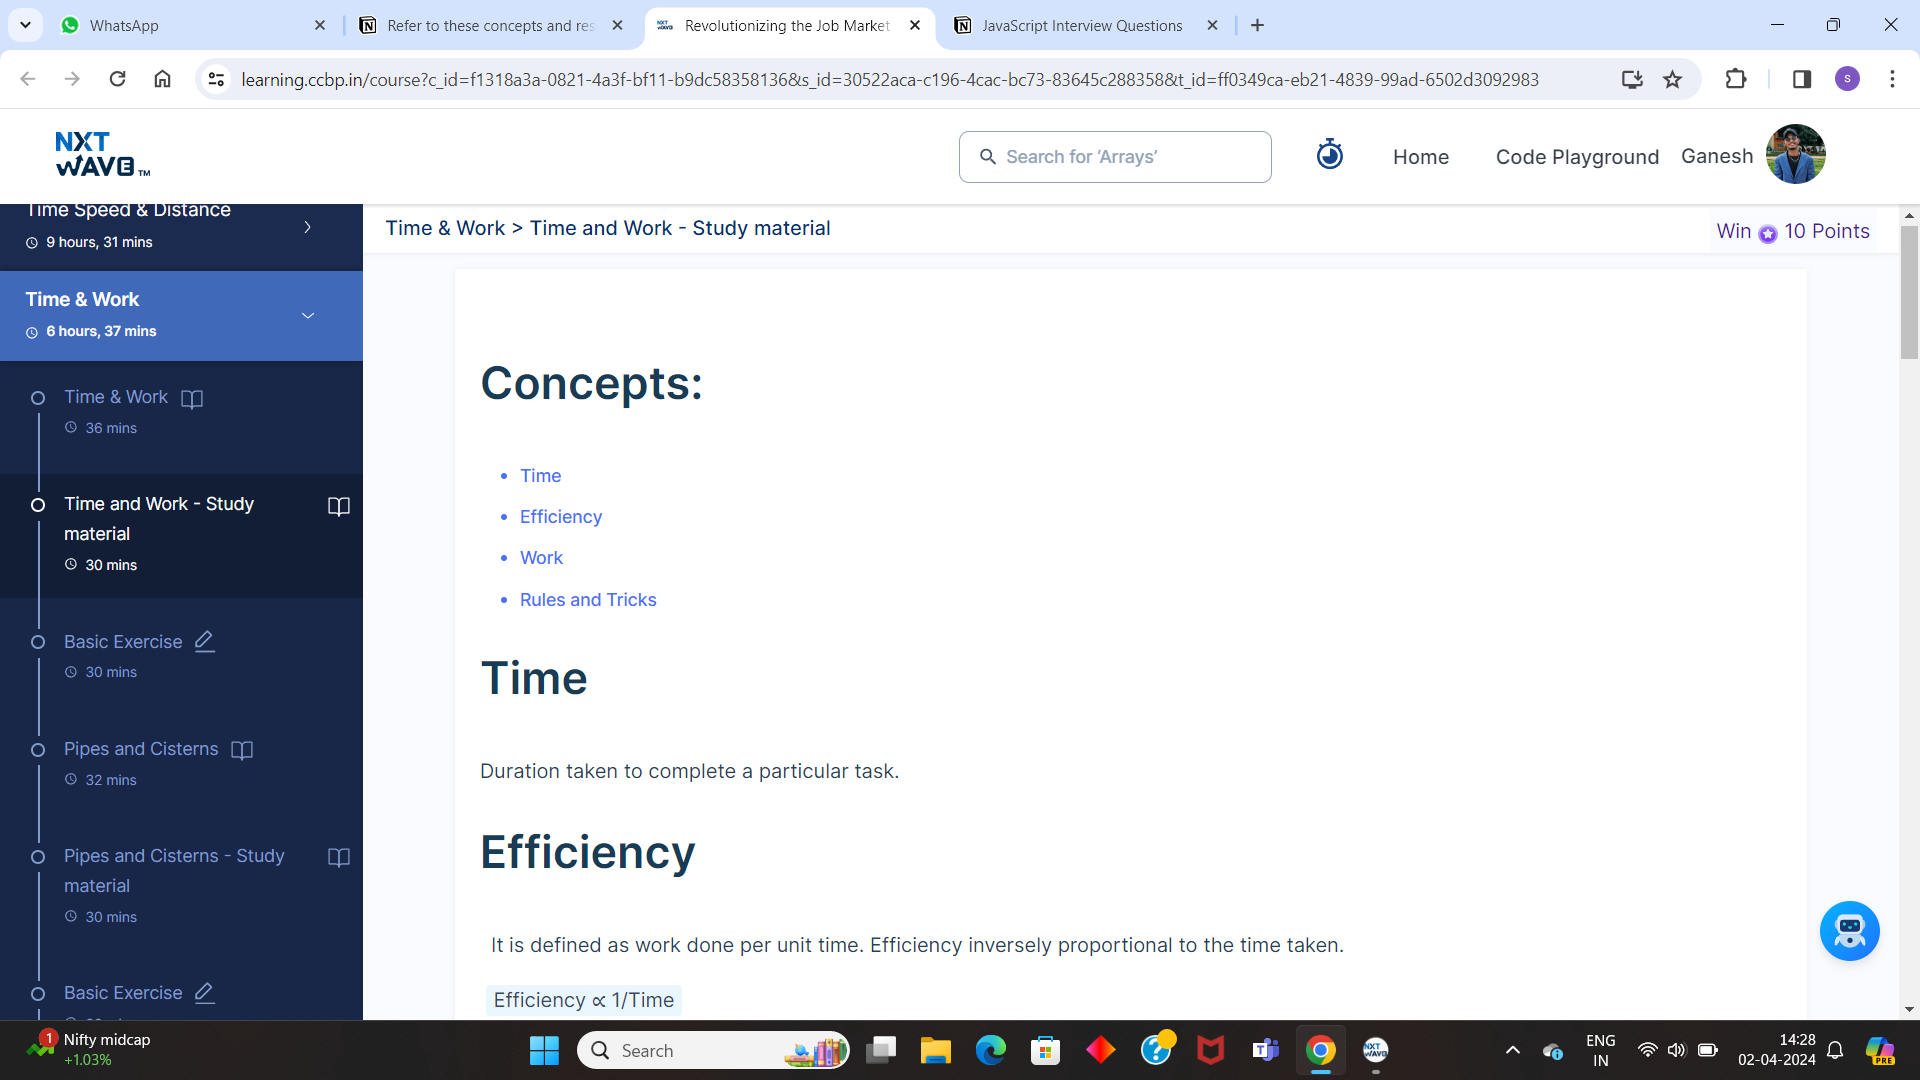 WhatsApp
Refer to these concepts and res
Revolutionizing the Job Market
JavaScript Interview Questions
learning.ccbp.in/course?c_id=f1318a3a-0821-4a3f-bf11-b9dc58358136&s_id=30522aca-c196-4cac-bc73-83645c288358&t_id=ff0349ca-eb21-4839-99ad-6502d3092983
S
NXT
WAVE TM
Search for ‘Arrays’
Home
Code Playground
Ganesh
Time Speed & Distance
9 hours, 31 mins
Time & Work
6 hours, 37 mins
Time & Work
36 mins
Time and Work - Study
material
30 mins
Basic Exercise
30 mins
Pipes and Cisterns
32 mins
Pipes and Cisterns - Study
material
30 mins
Basic Exercise
Time & Work > Time and Work - Study material
Win 10 Points
Concepts:
• Time
• Efficiency
• Work
• Rules and Tricks
Time
Duration taken to complete a particular task.
Efficiency
It is defined as work done per unit time. Efficiency inversely proportional to the time taken.
Efficiency ∝ 1/Time
1
Nifty midcap
+1.03%
Search
NXT
WAVE
ENG
IN
14:28
02-04-2024
PRE